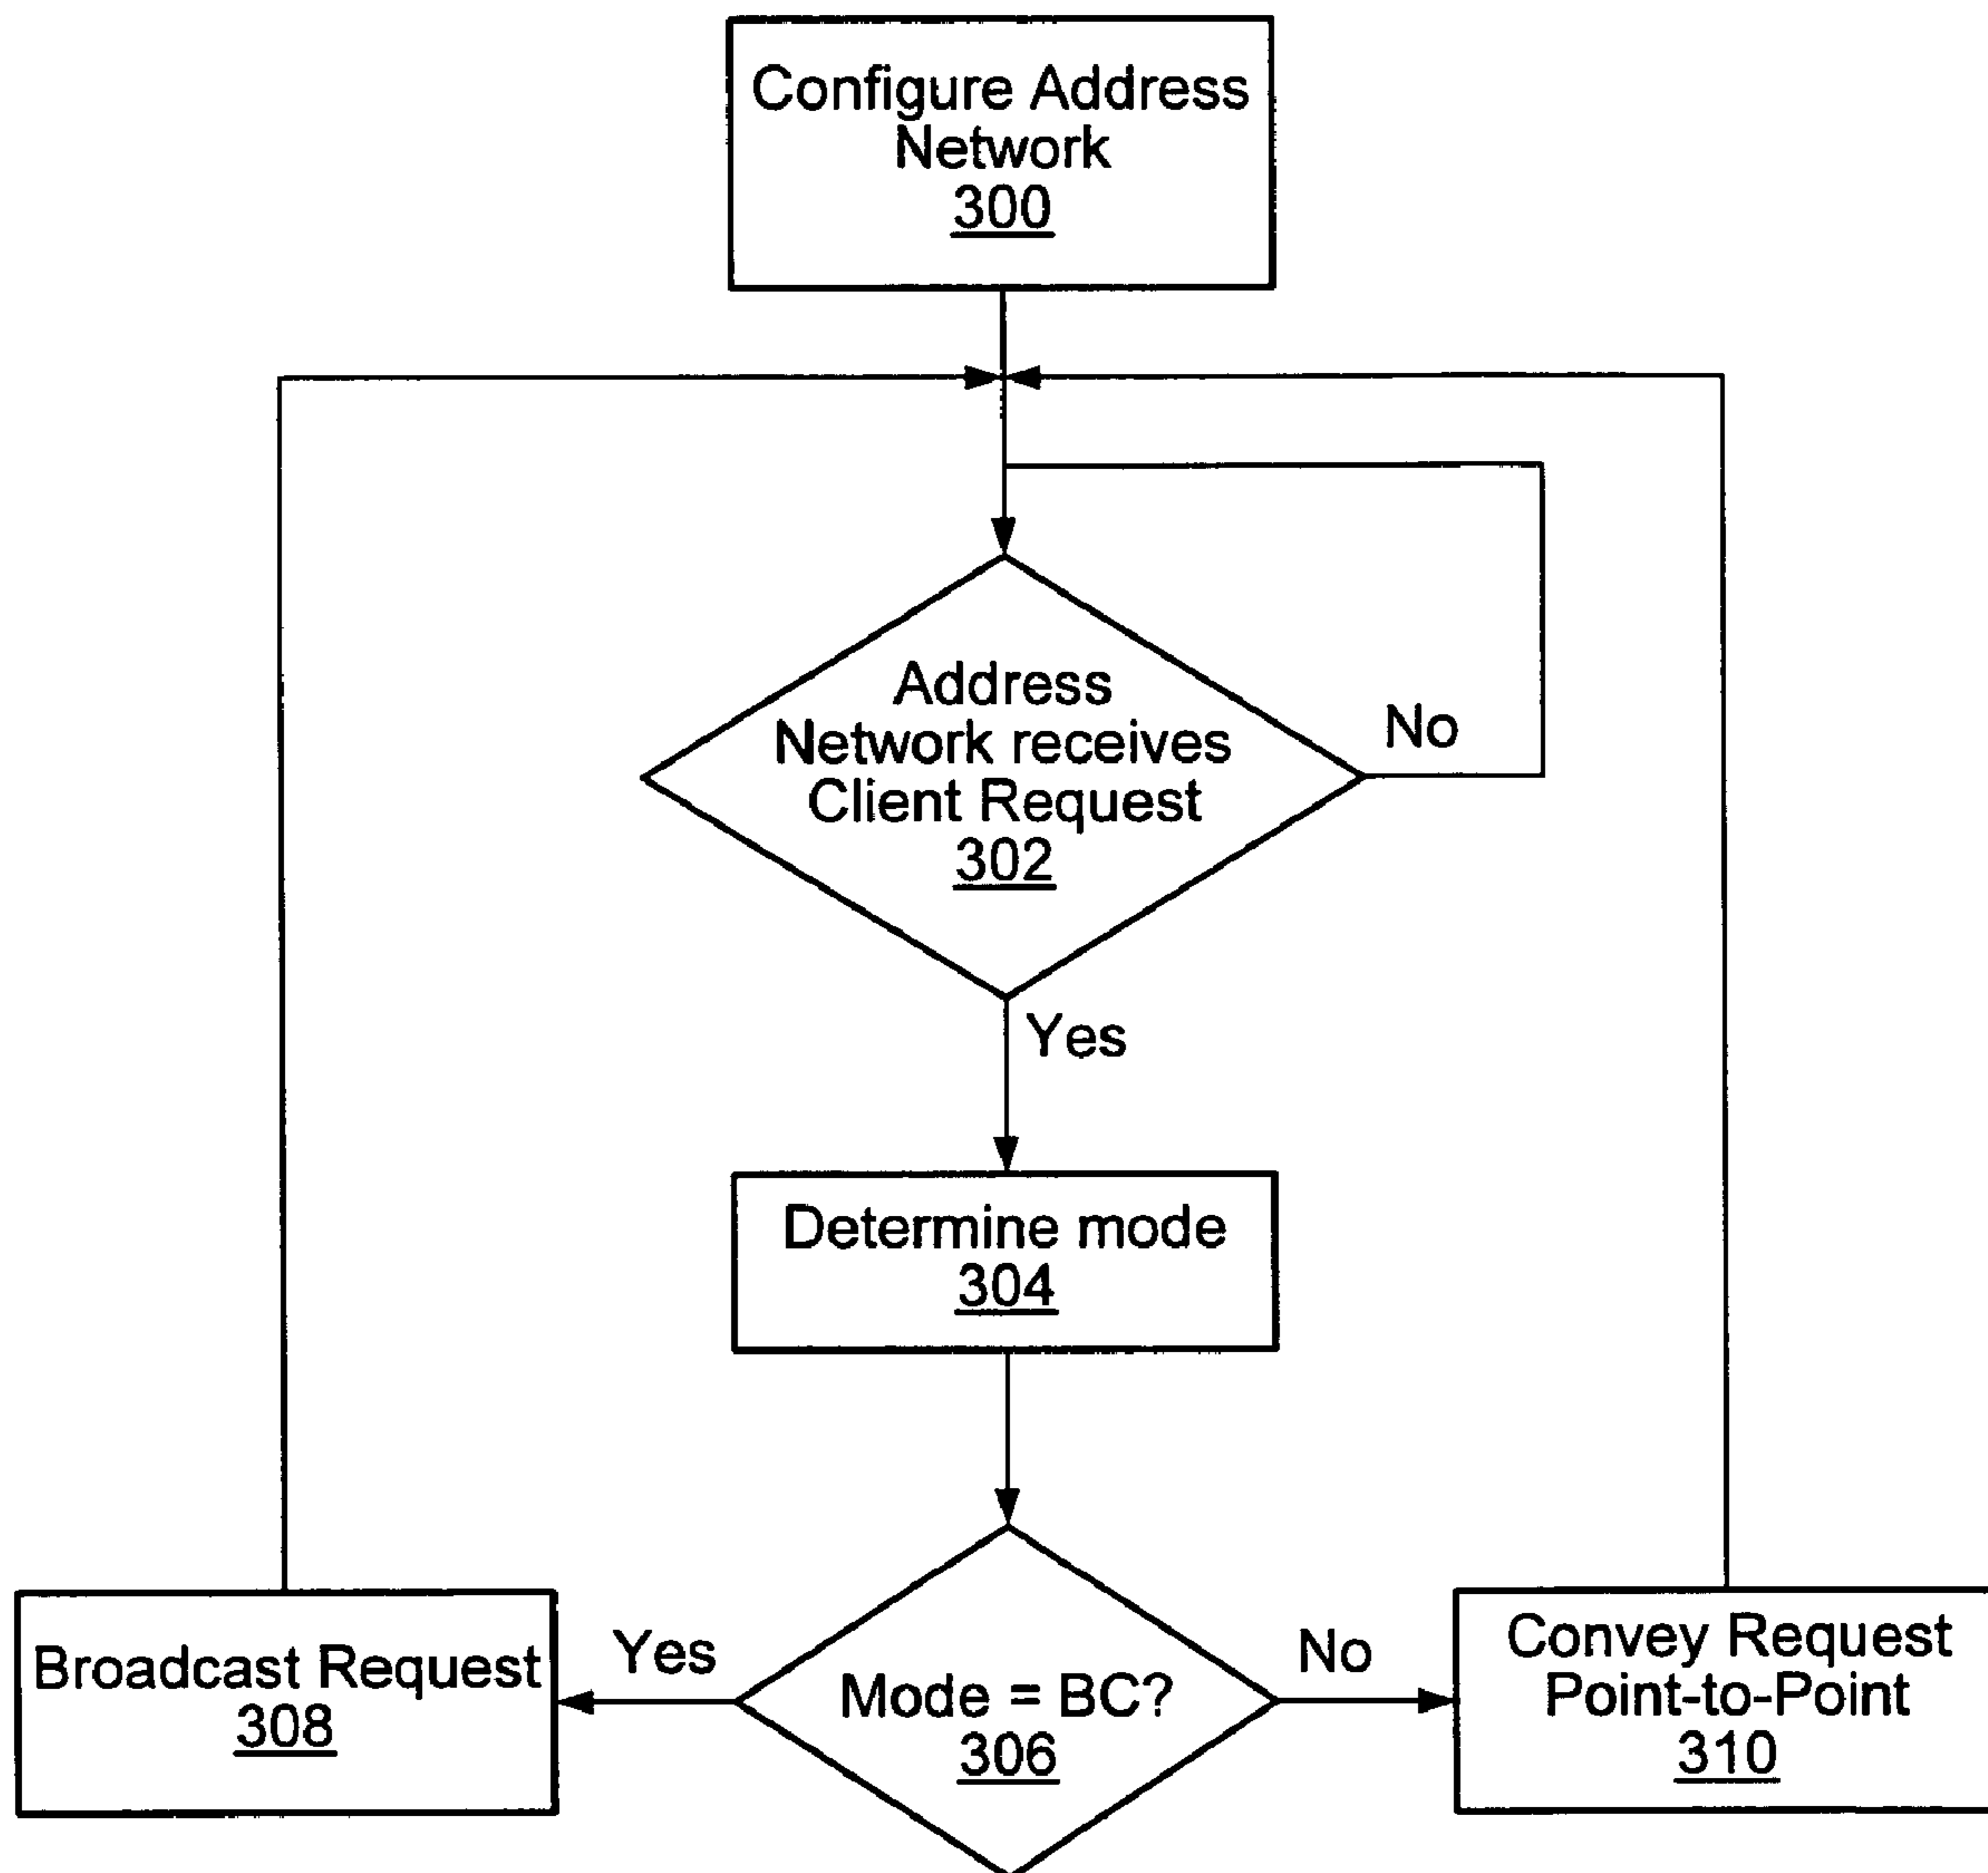 Configure Address
Network
300
Address
Network receives
Client Request
302
No
Yes
Determine mode
304
Broadcast Request
308
Yes
Mode = BC?
306
No
Convey Request
Point-to-Point
310